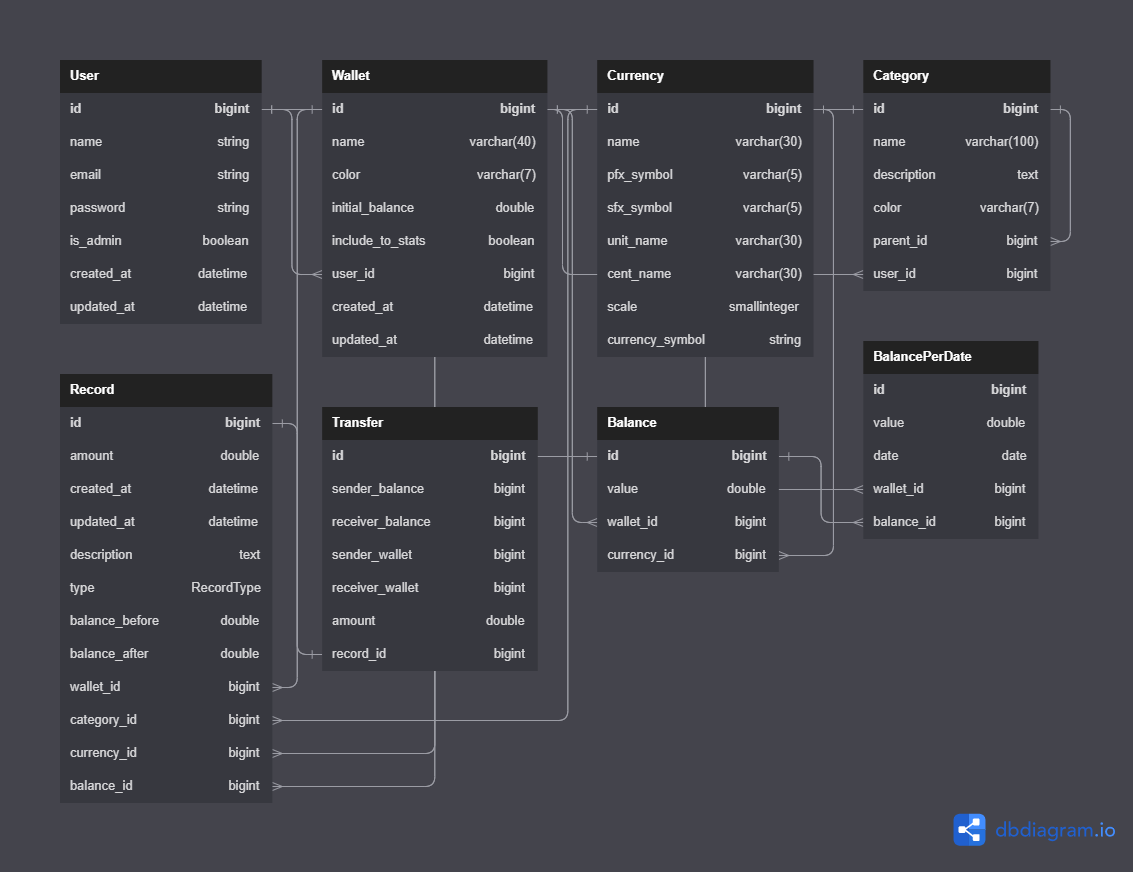 User
id bigint
name string
email string
password string
is_admin boolean
created_at datetime
updated_at datetime
Wallet
id bigint
name varchar(40)
color varchar(7)
initial_balance double
include_to_stats boolean
user_id bigint
created_at datetime
updated_at datetime
Currency
id bigint
name varchar(30)
pfx_symbol varchar(5)
sfx_symbol varchar(5)
unit_name varchar(30)
cent_name varchar(30)
scale smallinteger
currency_symbol string
Category
id bigint
name varchar(100)
description text
color varchar(7)
parent_id bigint
user_id bigint
Record
id bigint
amount double
created_at datetime
updated_at datetime
description text
type RecordType
balance_before double
balance_after double
wallet_id bigint
category_id bigint
currency_id bigint
balance_id bigint
Transfer
id bigint
sender_balance bigint
receiver_balance bigint
sender_wallet bigint
receiver_wallet bigint
amount double
record_id bigint
Balance
id bigint
value double
wallet_id bigint
currency_id bigint
BalancePerDate
id bigint
value double
date date
wallet_id bigint
balance_id bigint
dbdiagram.io